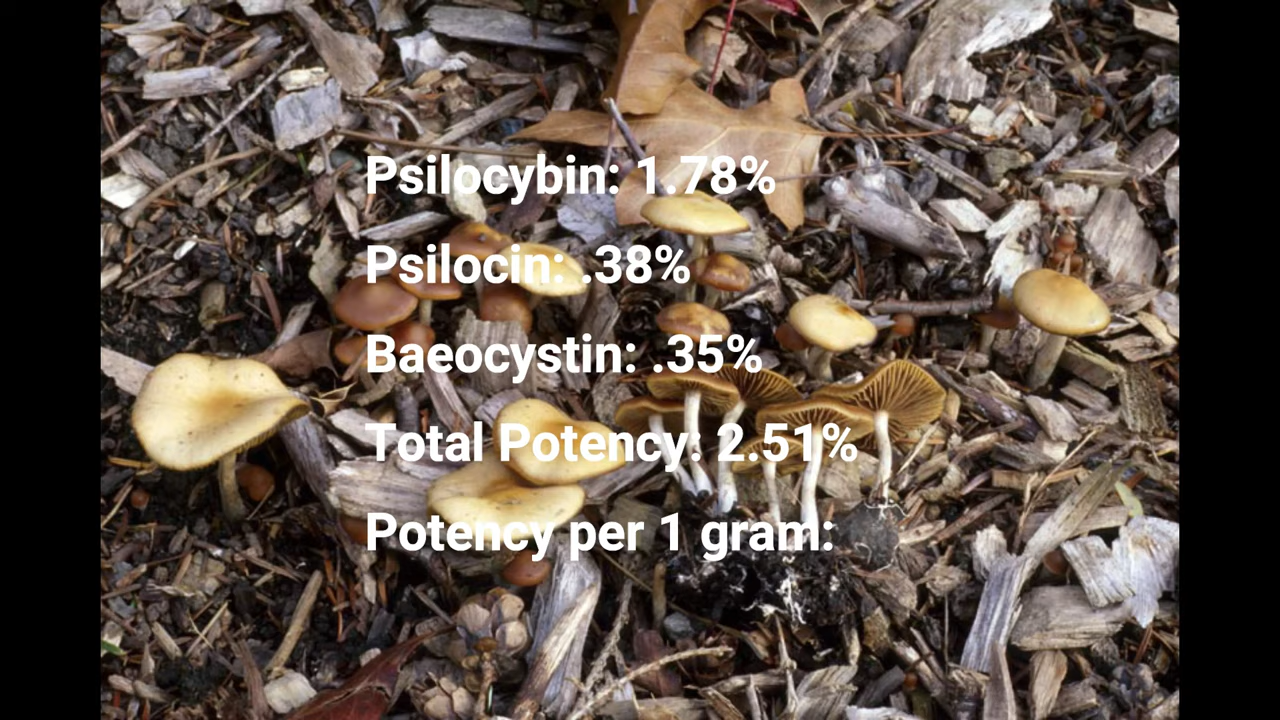 Psilocybin: 1.78%
Psilocin: .38%
Baeocystin: .35%
Total Potency: 2.51%
Potency per 1 gram: